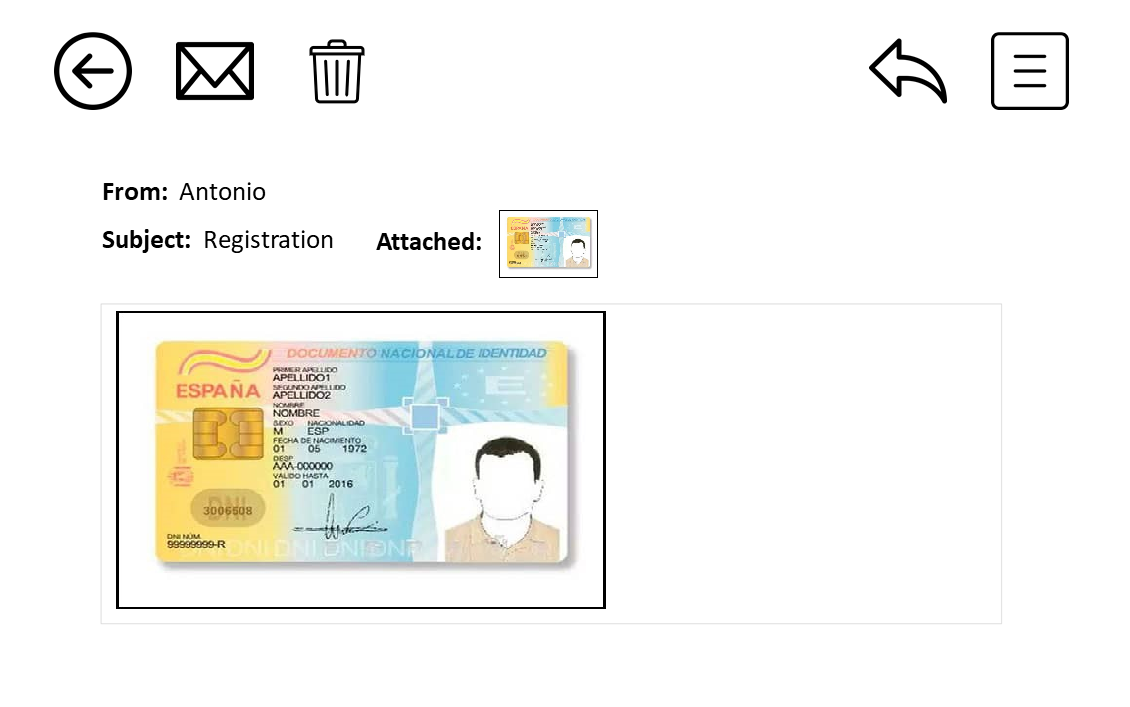 From: Antonio
Subject: Registration
Attached:
DOCUMENTO NACIONAL DE IDENTIDAD
ESPAÑA
PRIMER APELLIDO
APELLIDO1
SEGUNDO APELLIDO
APELLIDO2
NOMBRE
NOMBRE
SEXO NACIONALIDAD
M ESP
FECHA DE NACIMIENTO
01 05 1972
DESP
AAA-000000
VALIDO HASTA
01 01 2016
E
DNI
3006508
DNI NÚM.
99999999-R
DNI DNI DNI DNI